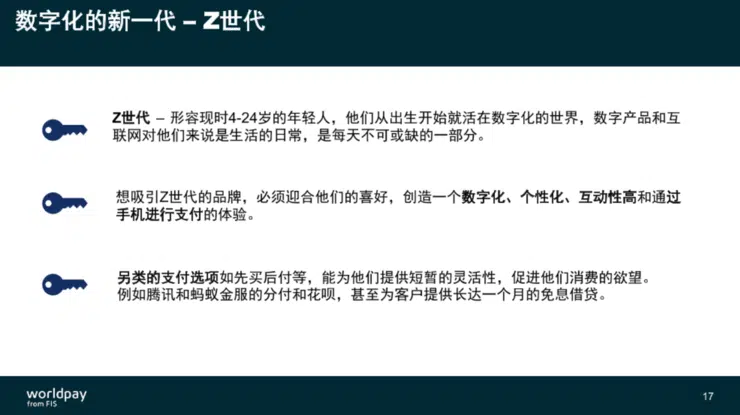 数字化的新一代 – Z世代
Z世代 – 形容现时4-24岁的年轻人，他们从出生开始就活在数字化的世界，数字产品和互
联网对他们来说是生活的日常，是每天不可或缺的一部分。
想吸引Z世代的品牌，必须迎合他们的喜好，创造一个数字化、个性化、互动性高和通过
手机进行支付的体验。
另类的支付选项如先买后付等，能为他们提供短暂的灵活性，促进他们消费的欲望。
例如腾讯和蚂蚁金服的分付和花呗，甚至为客户提供长达一个月的免息借贷。
worldpay
from FIS
17